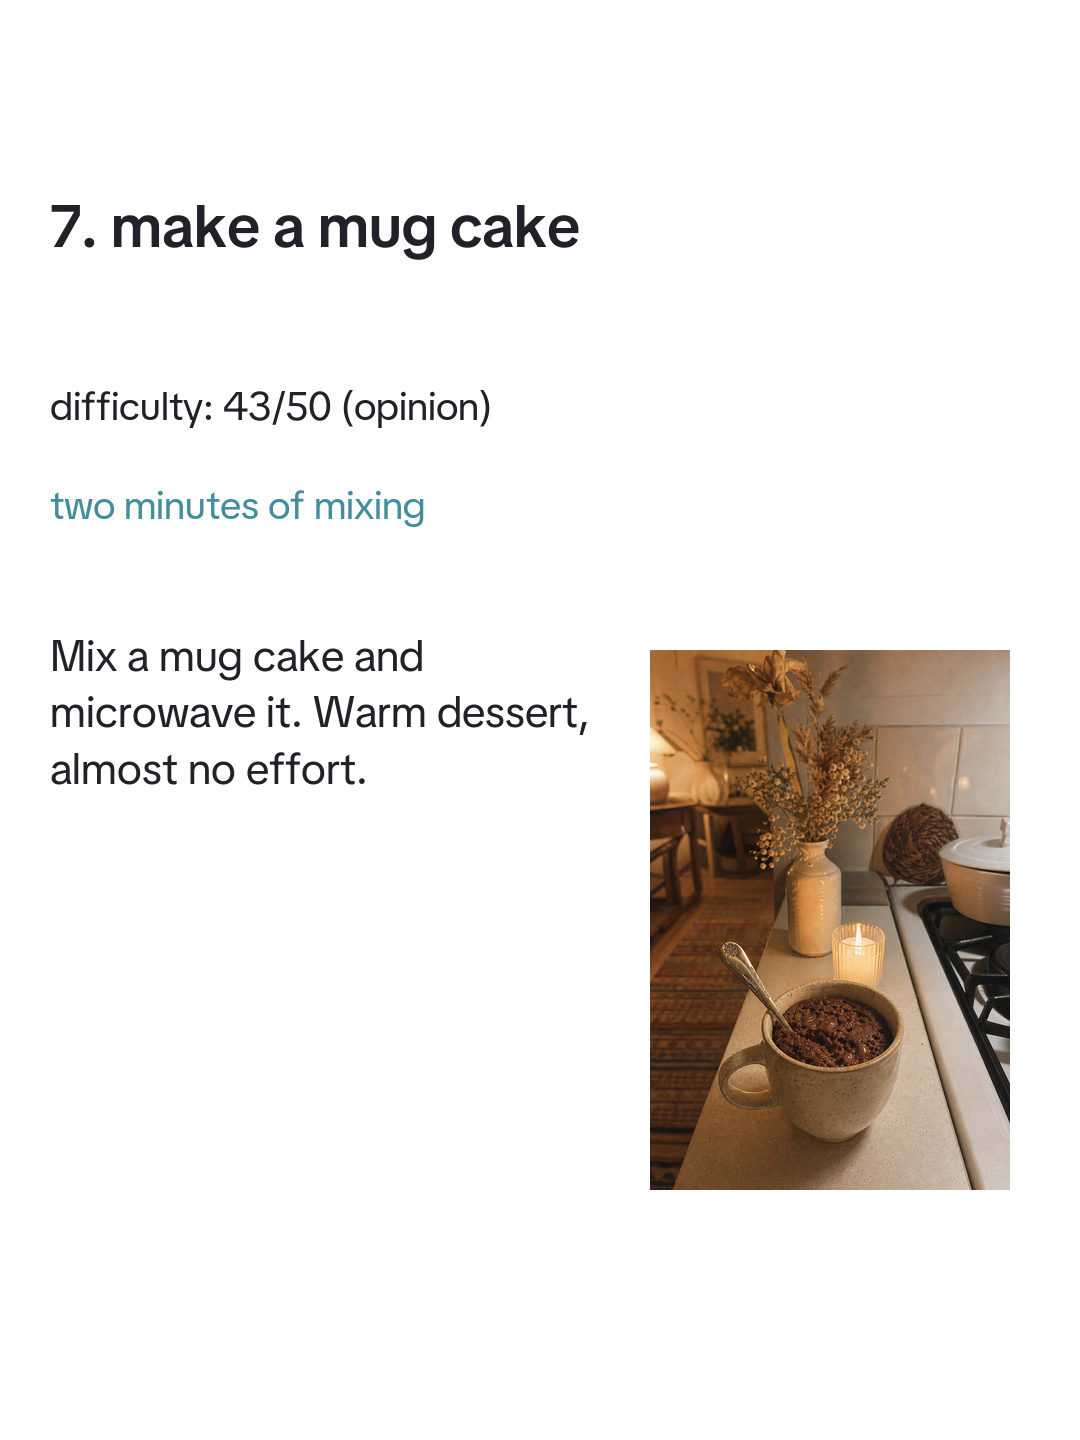 7. make a mug cake
difficulty: 43/50 (opinion)
two minutes of mixing
Mix a mug cake and
microwave it. Warm dessert,
almost no effort.